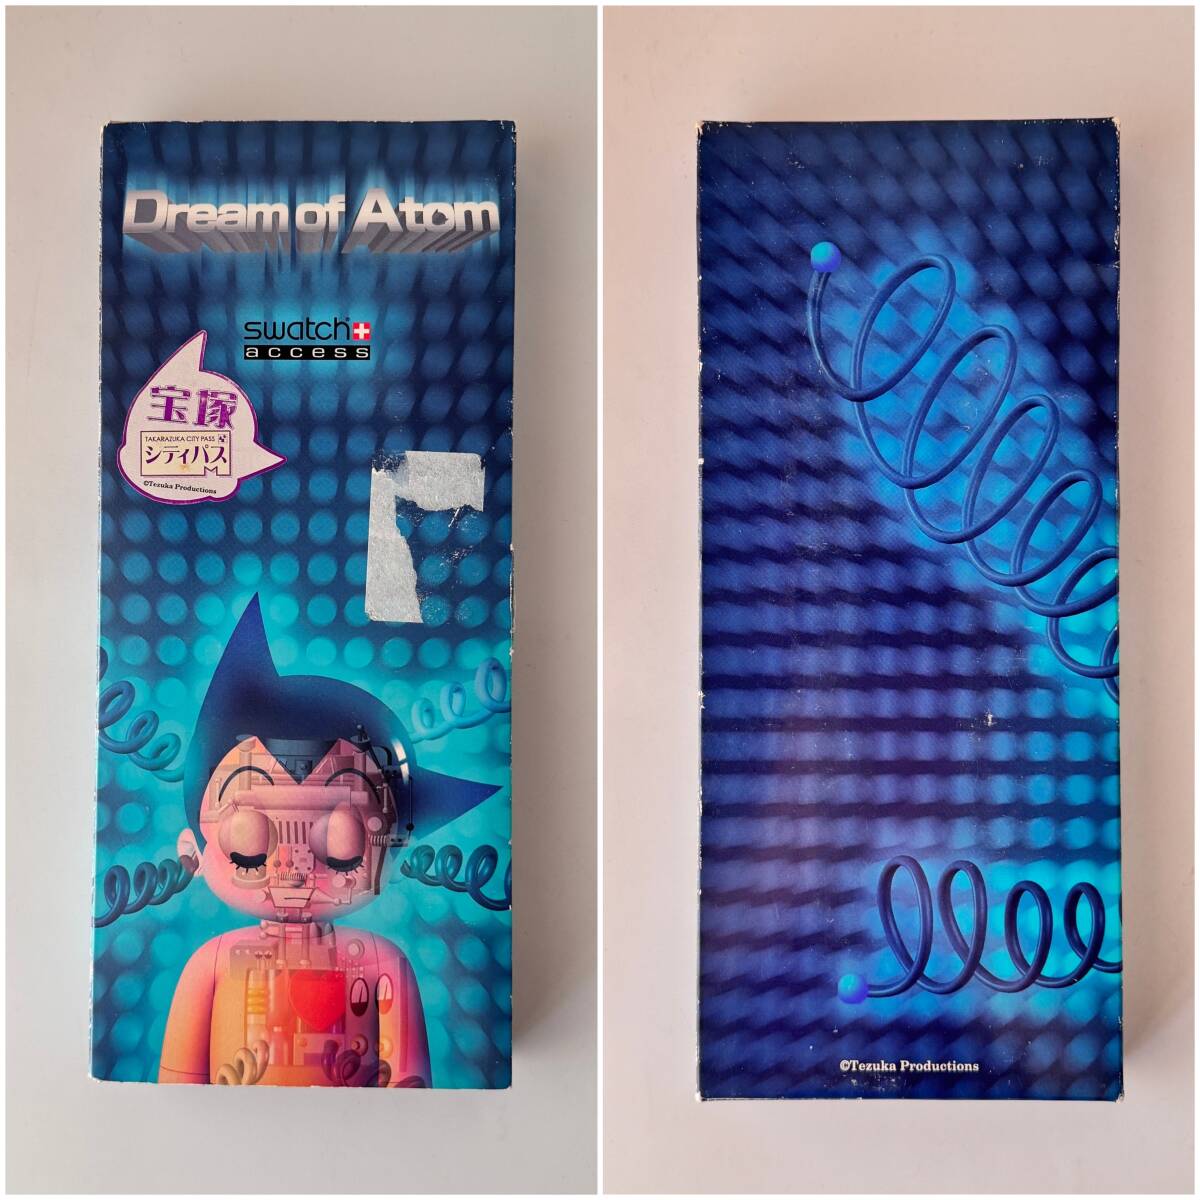 Dream of Atom
swatch+
access
宝塚
TAKARAZUKA CITY PASS
シティパス
©Tezuka Productions
©Tezuka Productions